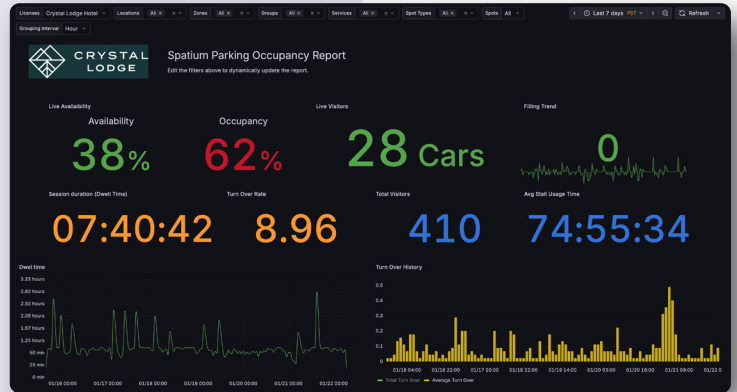 Licenses Crystal Lodge Hotel Locations All × Zones All × Groups All × Services All × Spot Types All × Spots All Last 7 days PST Refresh
Grouping Interval Hour
CRYSTAL
LODGE
Spatium Parking Occupancy Report
Edit the filters above to dynamically update the report.
Live Availaibility Live Visitors Filling Trend
Availability Occupancy
38% 62% 28 Cars 0
Session duration (Dwell Time) Turn Over Rate Total Visitors Avg Stall Usage Time
07:40:42 8.96 410 74:55:34
Dwel time
3.33 hours
2.92 hours
2.50 hours
2.08 hours
1.67 hours
1.25 hours
50 min
25 min
0 min
01/16 00:00 01/17 00:00 01/18 00:00 01/19 00:00 01/20 00:00 01/21 00:00 01/22 00:00
Turn Over History
0.5
0.4
0.3
0.2
0.1
0
01/16 04:00 01/16 22:00 01/17 20:00 01/18 22:00 01/19 14:00 01/20 03:00 01/20 16:00 01/21 09:00 01/22 0
Total Turn Over Average Turn Over